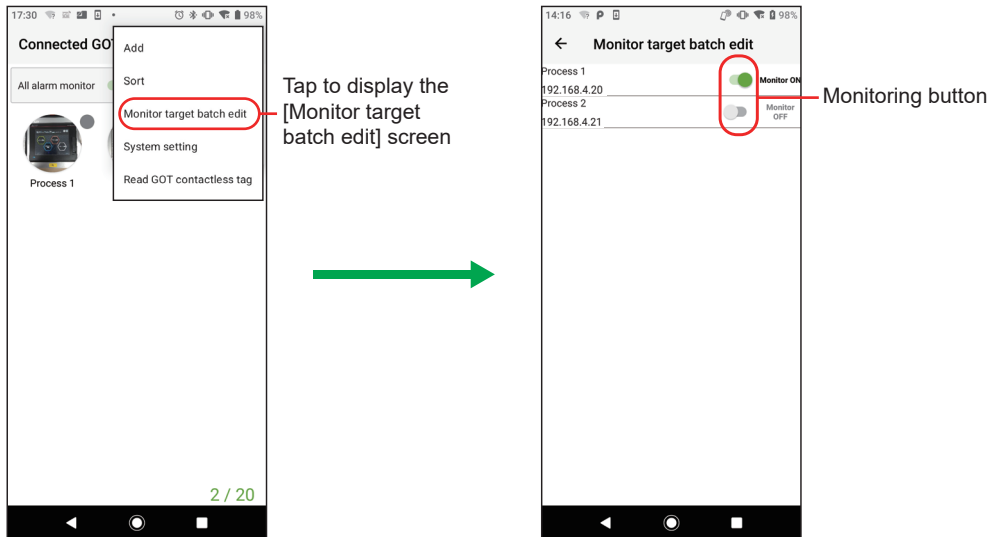 17:30
98%
Connected GO
Add
Sort
All alarm monitor
Monitor target batch edit
System setting
Read GOT contactless tag
Process 1
2 / 20
Tap to display the
[Monitor target
batch edit] screen
14:16
98%
Monitor target batch edit
Process 1
Monitor ON
192.168.4.20
Process 2
Monitor
OFF
192.168.4.21
Monitoring button